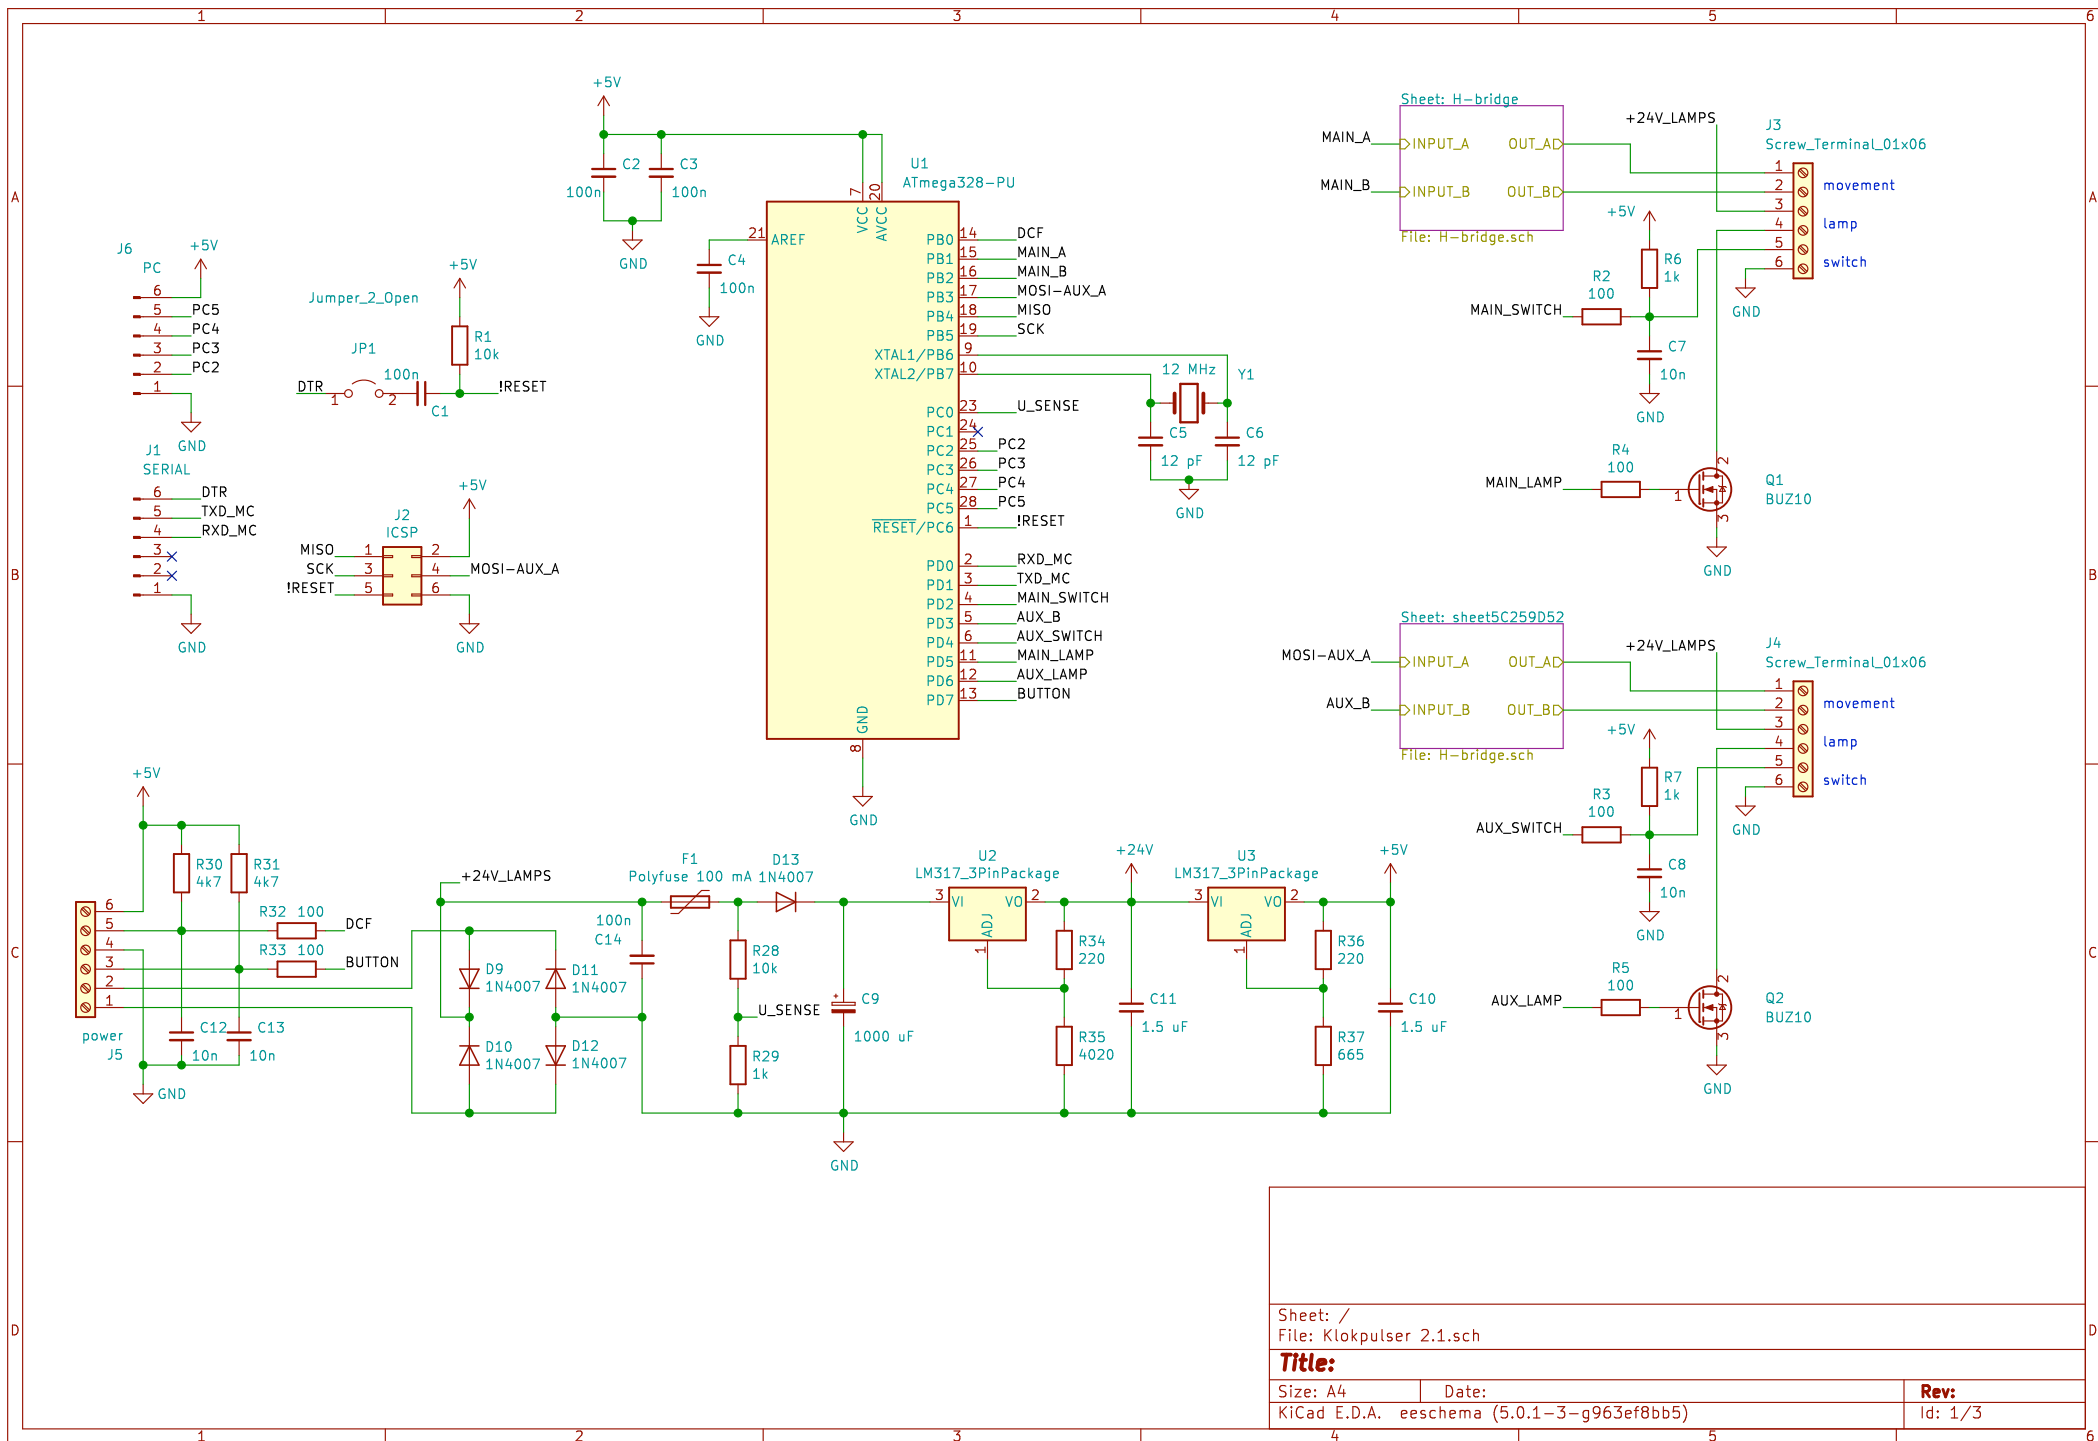 1 2 3 4 5 6
A
B
C
D
A
B
C
D
1 2 3 4 5 6
+5V
C2
100n
C3
100n
GND
U1
ATmega328-PU
7
VCC
20
AVCC
21 AREF
C4
100n
GND
PB0 14 DCF
PB1 15 MAIN_A
PB2 16 MAIN_B
PB3 17 MOSI-AUX_A
PB4 18 MISO
PB5 19 SCK
XTAL1/PB6 9
XTAL2/PB7 10
PC0 23 U_SENSE
PC1 24
PC2 25 PC2
PC3 26 PC3
PC4 27 PC4
PC5 28 PC5
RESET/PC6 1 !RESET
PD0 2 RXD_MC
PD1 3 TXD_MC
PD2 4 MAIN_SWITCH
PD3 5 AUX_B
PD4 6 AUX_SWITCH
PD5 11 MAIN_LAMP
PD6 12 AUX_LAMP
PD7 13 BUTTON
GND
8
GND
12 MHz
Y1
C5
12 pF
C6
12 pF
GND
J6
PC
+5V
6
5 PC5
4 PC4
3 PC3
2 PC2
1
GND
J1
SERIAL
6 DTR
5 TXD_MC
4 RXD_MC
3
2
1
GND
Jumper_2_Open
JP1
DTR
1 2
100n
C1
+5V
R1
10k
!RESET
J2
ICSP
+5V
MISO 1 2
SCK 3 4 MOSI-AUX_A
!RESET 5 6
GND
Sheet: H-bridge
MAIN_A INPUT_A OUT_A
MAIN_B INPUT_B OUT_B
File: H-bridge.sch
+24V_LAMPS
J3
Screw_Terminal_01x06
1
2
3
4
5
6
movement
lamp
switch
GND
+5V
R6
1k
R2
100
MAIN_SWITCH
C7
10n
GND
R4
100
MAIN_LAMP
1
2
3
Q1
BUZ10
GND
Sheet: sheet5C259D52
MOSI-AUX_A INPUT_A OUT_A
AUX_B INPUT_B OUT_B
File: H-bridge.sch
+24V_LAMPS
J4
Screw_Terminal_01x06
1
2
3
4
5
6
movement
lamp
switch
GND
+5V
R7
1k
R3
100
AUX_SWITCH
C8
10n
GND
R5
100
AUX_LAMP
1
2
3
Q2
BUZ10
GND
+5V
R30
4k7
R31
4k7
6
5
4
3
2
1
power
J5
R32 100
DCF
R33 100
BUTTON
C12
10n
C13
10n
GND
+24V_LAMPS
D9
1N4007
D11
1N4007
D10
1N4007
D12
1N4007
100n
C14
F1
Polyfuse 100 mA
D13
1N4007
R28
10k
U_SENSE
R29
1k
+
C9
1000 uF
GND
U2
LM317_3PinPackage
3 VI VO 2
ADJ
1
R34
220
R35
4020
+24V
C11
1.5 uF
U3
LM317_3PinPackage
3 VI VO 2
ADJ
1
R36
220
R37
665
+5V
C10
1.5 uF
Sheet: /
File: Klokpulser 2.1.sch
Title:
Size: A4 Date: Rev:
KiCad E.D.A. eeschema (5.0.1-3-g963ef8bb5) Id: 1/3